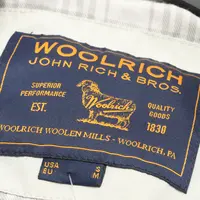 WOOLRICH
JOHN RICH & BROS.
SUPERIOR PERFORMANCE
QUALITY GOODS
Woolrich
EST.
1830
WOOLRICH WOOLEN MILLS - WOOLRICH, PA
USA
EU M